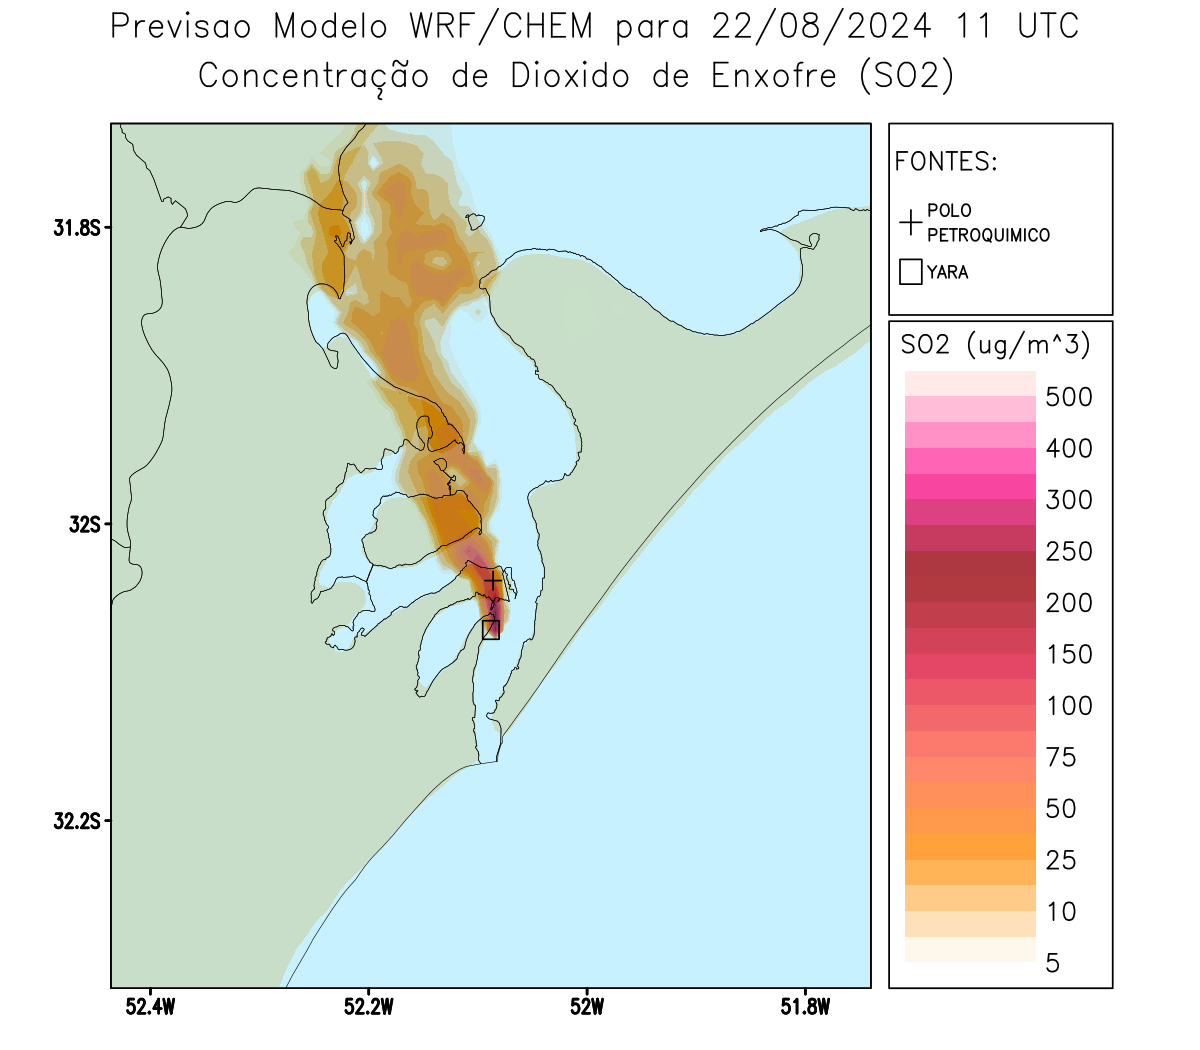 Previsao Modelo WRF/CHEM para 22/08/2024 11 UTC
Concentração de Dioxido de Enxofre (SO2)
FONTES:
POLO
PETROQUIMICO
YARA
SO2 (ug/m^3)
500
400
300
250
200
150
100
75
50
25
10
5
31.8S
32S
32.2S
52.4W
52.2W
52W
51.8W